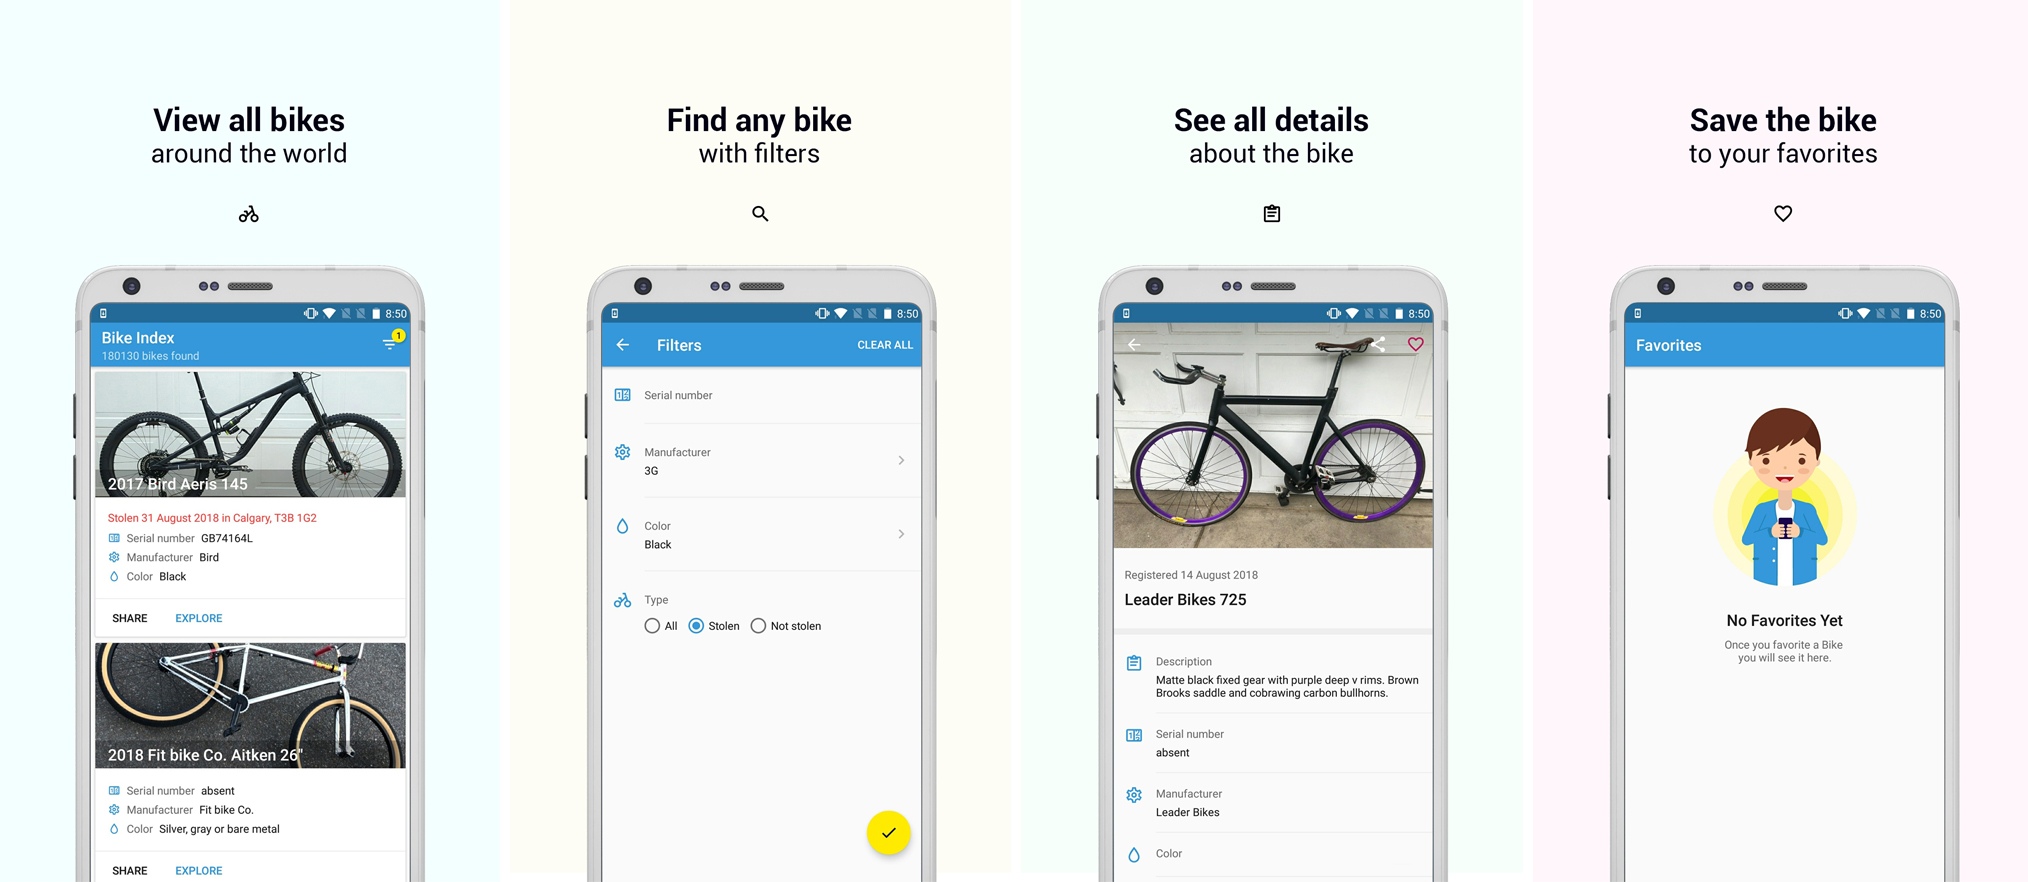 View all bikes
around the world
8:50
Bike Index
180130 bikes found
1
2017 Bird Aeris 145
Stolen 31 August 2018 in Calgary, T3B 1G2
Serial number GB74164L
Manufacturer Bird
Color Black
SHARE EXPLORE
2018 Fit bike Co. Aitken 26"
Serial number absent
Manufacturer Fit bike Co.
Color Silver, gray or bare metal
SHARE EXPLORE
Find any bike
with filters
8:50
Filters CLEAR ALL
Serial number
Manufacturer
3G
Color
Black
Type
All Stolen Not stolen
See all details
about the bike
8:50
Registered 14 August 2018
Leader Bikes 725
Description
Matte black fixed gear with purple deep v rims. Brown
Brooks saddle and cobrawing carbon bullhorns.
Serial number
absent
Manufacturer
Leader Bikes
Color
Save the bike
to your favorites
8:50
Favorites
No Favorites Yet
Once you favorite a Bike
you will see it here.